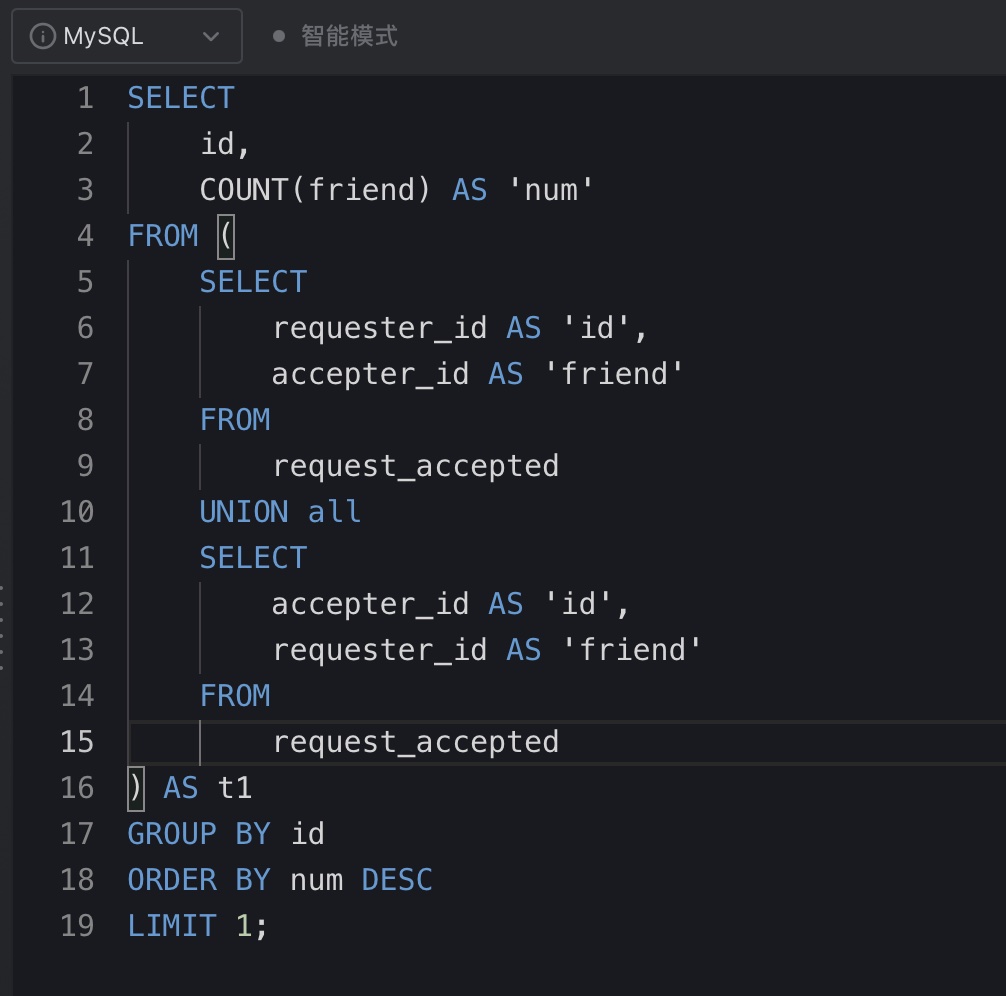 MySQL 智能模式
1 SELECT
2 id,
3 COUNT(friend) AS 'num'
4 FROM (
5 SELECT
6 requester_id AS 'id',
7 accepter_id AS 'friend'
8 FROM
9 request_accepted
10 UNION all
11 SELECT
12 accepter_id AS 'id',
13 requester_id AS 'friend'
14 FROM
15 request_accepted
16 ) AS t1
17 GROUP BY id
18 ORDER BY num DESC
19 LIMIT 1;